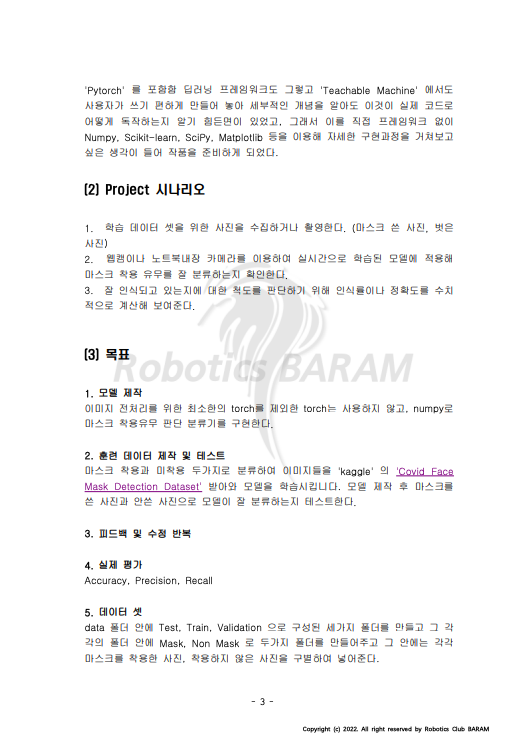 'Pytorch' 를 포함함 딥러닝 프레임워크도 그렇고 'Teachable Machine' 에서도
사용자가 쓰기 편하게 만들어 놓아 세부적인 개념을 알아도 이것이 실제 코드로
어떻게 독작하는지 알기 힘든면이 있었고, 그래서 이를 직접 프레임워크 없이
Numpy, Scikit-learn, SciPy, Matplotlib 등을 이용해 자세한 구현과정을 거쳐보고
싶은 생각이 들어 작품을 준비하게 되었다.
(2) Project 시나리오
1. 학습 데이터 셋을 위한 사진을 수집하거나 촬영한다. (마스크 쓴 사진, 벗은
사진)
2. 웹캠이나 노트북내장 카메라를 이용하여 실시간으로 학습된 모델에 적용해
마스크 착용 유무를 잘 분류하는지 확인한다.
3. 잘 인식되고 있는지에 대한 척도를 판단하기 위해 인식률이나 정확도를 수치
적으로 계산해 보여준다.
(3) 목표
Robotics BARAM
1. 모델 제작
이미지 전처리를 위한 최소한의 torch를 제외한 torch는 사용하지 않고, numpy로
마스크 착용유무 판단 분류기를 구현한다.
2. 훈련 데이터 제작 및 테스트
마스크 착용과 미착용 두가지로 분류하여 이미지들을 'kaggle' 의 'Covid Face
Mask Detection Dataset' 받아와 모델을 학습시킵니다. 모델 제작 후 마스크를
쓴 사진과 안쓴 사진으로 모델이 잘 분류하는지 테스트한다.
3. 피드백 및 수정 반복
4. 실제 평가
Accuracy, Precision, Recall
5. 데이터 셋
data 폴더 안에 Test, Train, Validation 으로 구성된 세가지 폴더를 만들고 그 각
각의 폴더 안에 Mask, Non Mask 로 두가지 폴더를 만들어주고 그 안에는 각각
마스크를 착용한 사진, 착용하지 않은 사진을 구별하여 넣어준다.
- 3 -
Copyright (c) 2022. All right reserved by Robotics Club BARAM